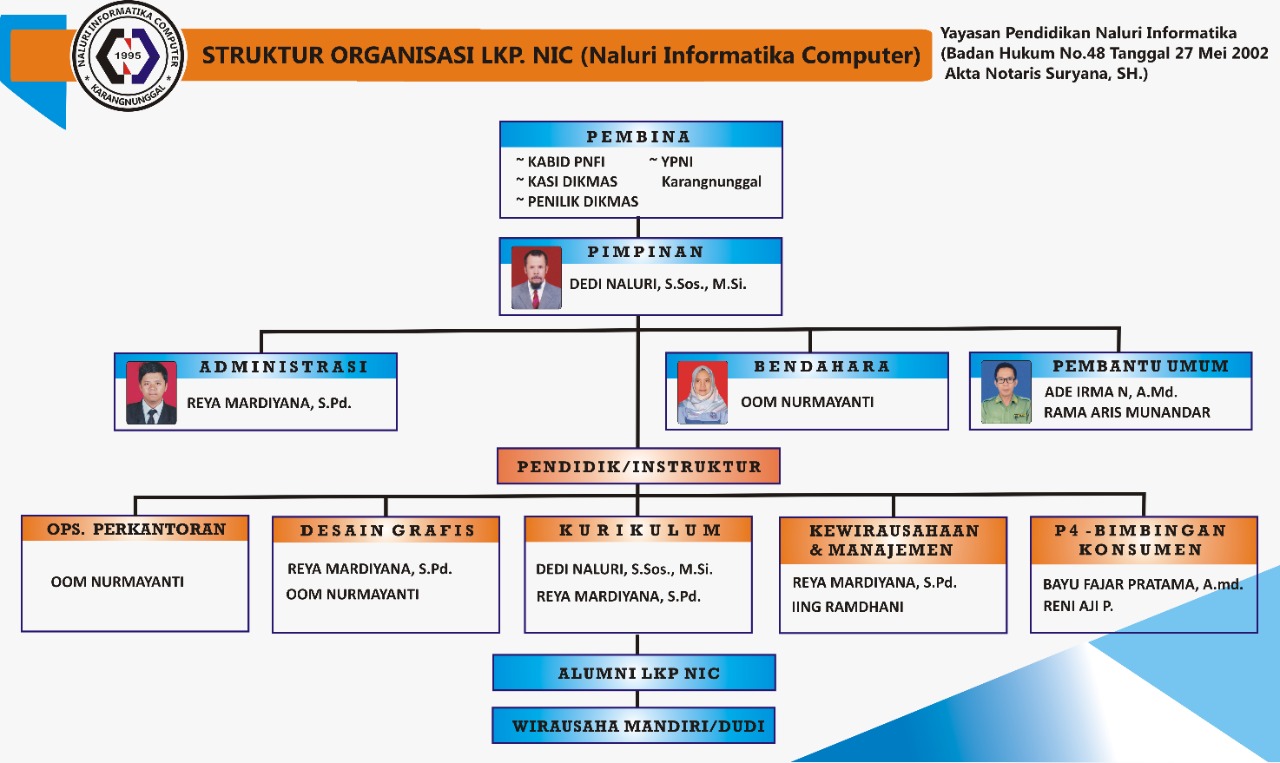 NALURI INFORMATIKA COMPUTER
1995
* KARANGNUNGGAL *
STRUKTUR ORGANISASI LKP. NIC (Naluri Informatika Computer)
Yayasan Pendidikan Naluri Informatika
(Badan Hukum No.48 Tanggal 27 Mei 2002
Akta Notaris Suryana, SH.)
PEMBINA
~ KABID PNFI
~ KASI DIKMAS
~ PENILIK DIKMAS
~ YPNI
Karangnunggal
PIMPINAN
DEDI NALURI, S.Sos., M.Si.
ADMINISTRASI
REYA MARDIYANA, S.Pd.
BENDAHARA
OOM NURMAYANTI
PEMBANTU UMUM
ADE IRMA N, A.Md.
RAMA ARIS MUNANDAR
PENDIDIK/INSTRUKTUR
OPS. PERKANTORAN
OOM NURMAYANTI
DESAIN GRAFIS
REYA MARDIYANA, S.Pd.
OOM NURMAYANTI
KURIKULUM
DEDI NALURI, S.Sos., M.Si.
REYA MARDIYANA, S.Pd.
KEWIRAUSAHAAN
& MANAJEMEN
REYA MARDIYANA, S.Pd.
IING RAMDHANI
P4 -BIMBINGAN
KONSUMEN
BAYU FAJAR PRATAMA, A.md.
RENI AJI P.
ALUMNI LKP NIC
WIRAUSAHA MANDIRI/DUDI